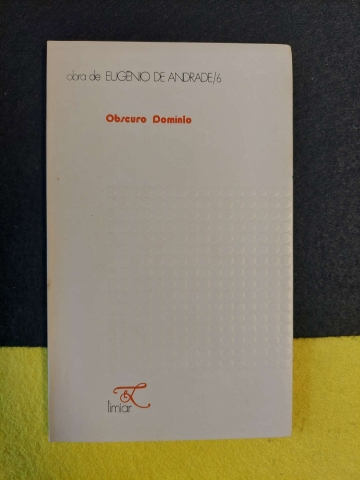 obra de EUGÉNIO DE ANDRADE/6
Obscuro Domínio
limiar